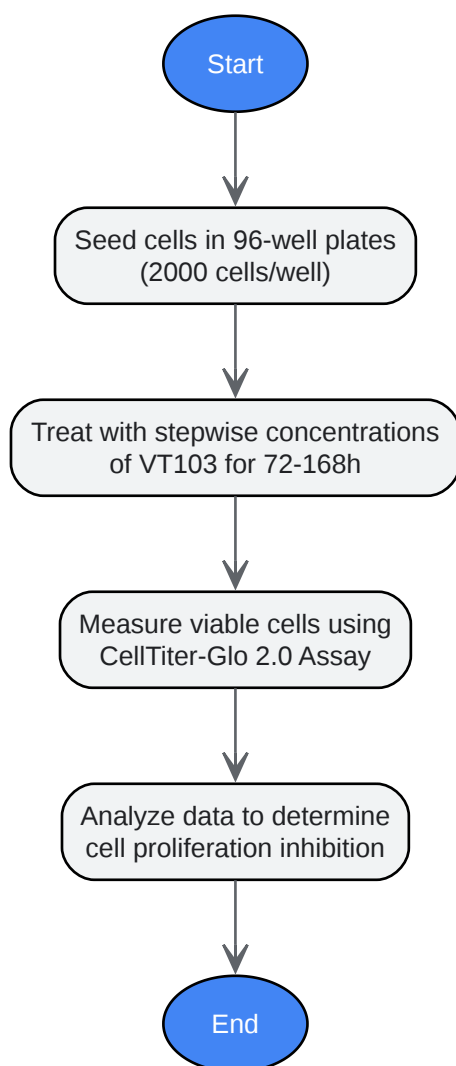 Start
Seed cells in 96-well plates
(2000 cells/well)
Treat with stepwise concentrations
of VT103 for 72-168h
Measure viable cells using
CellTiter-Glo 2.0 Assay
Analyze data to determine
cell proliferation inhibition
End